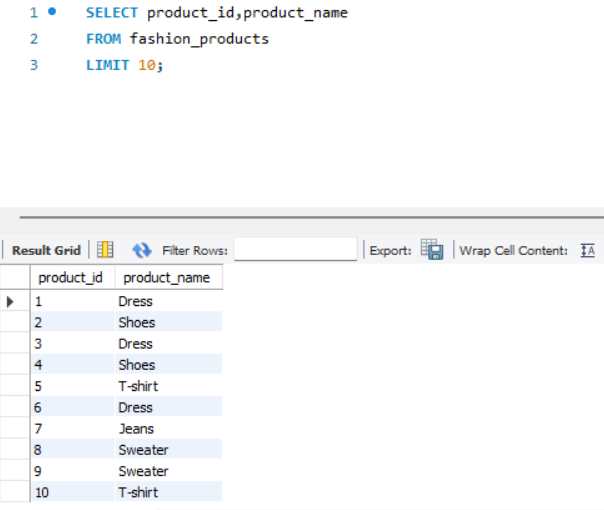 1 SELECT product_id,product_name
2 FROM fashion_products
3 LIMIT 10;
Result Grid Filter Rows: Export: Wrap Cell Content: IA
product_id product_name
1 Dress
2 Shoes
3 Dress
4 Shoes
5 T-shirt
6 Dress
7 Jeans
8 Sweater
9 Sweater
10 T-shirt